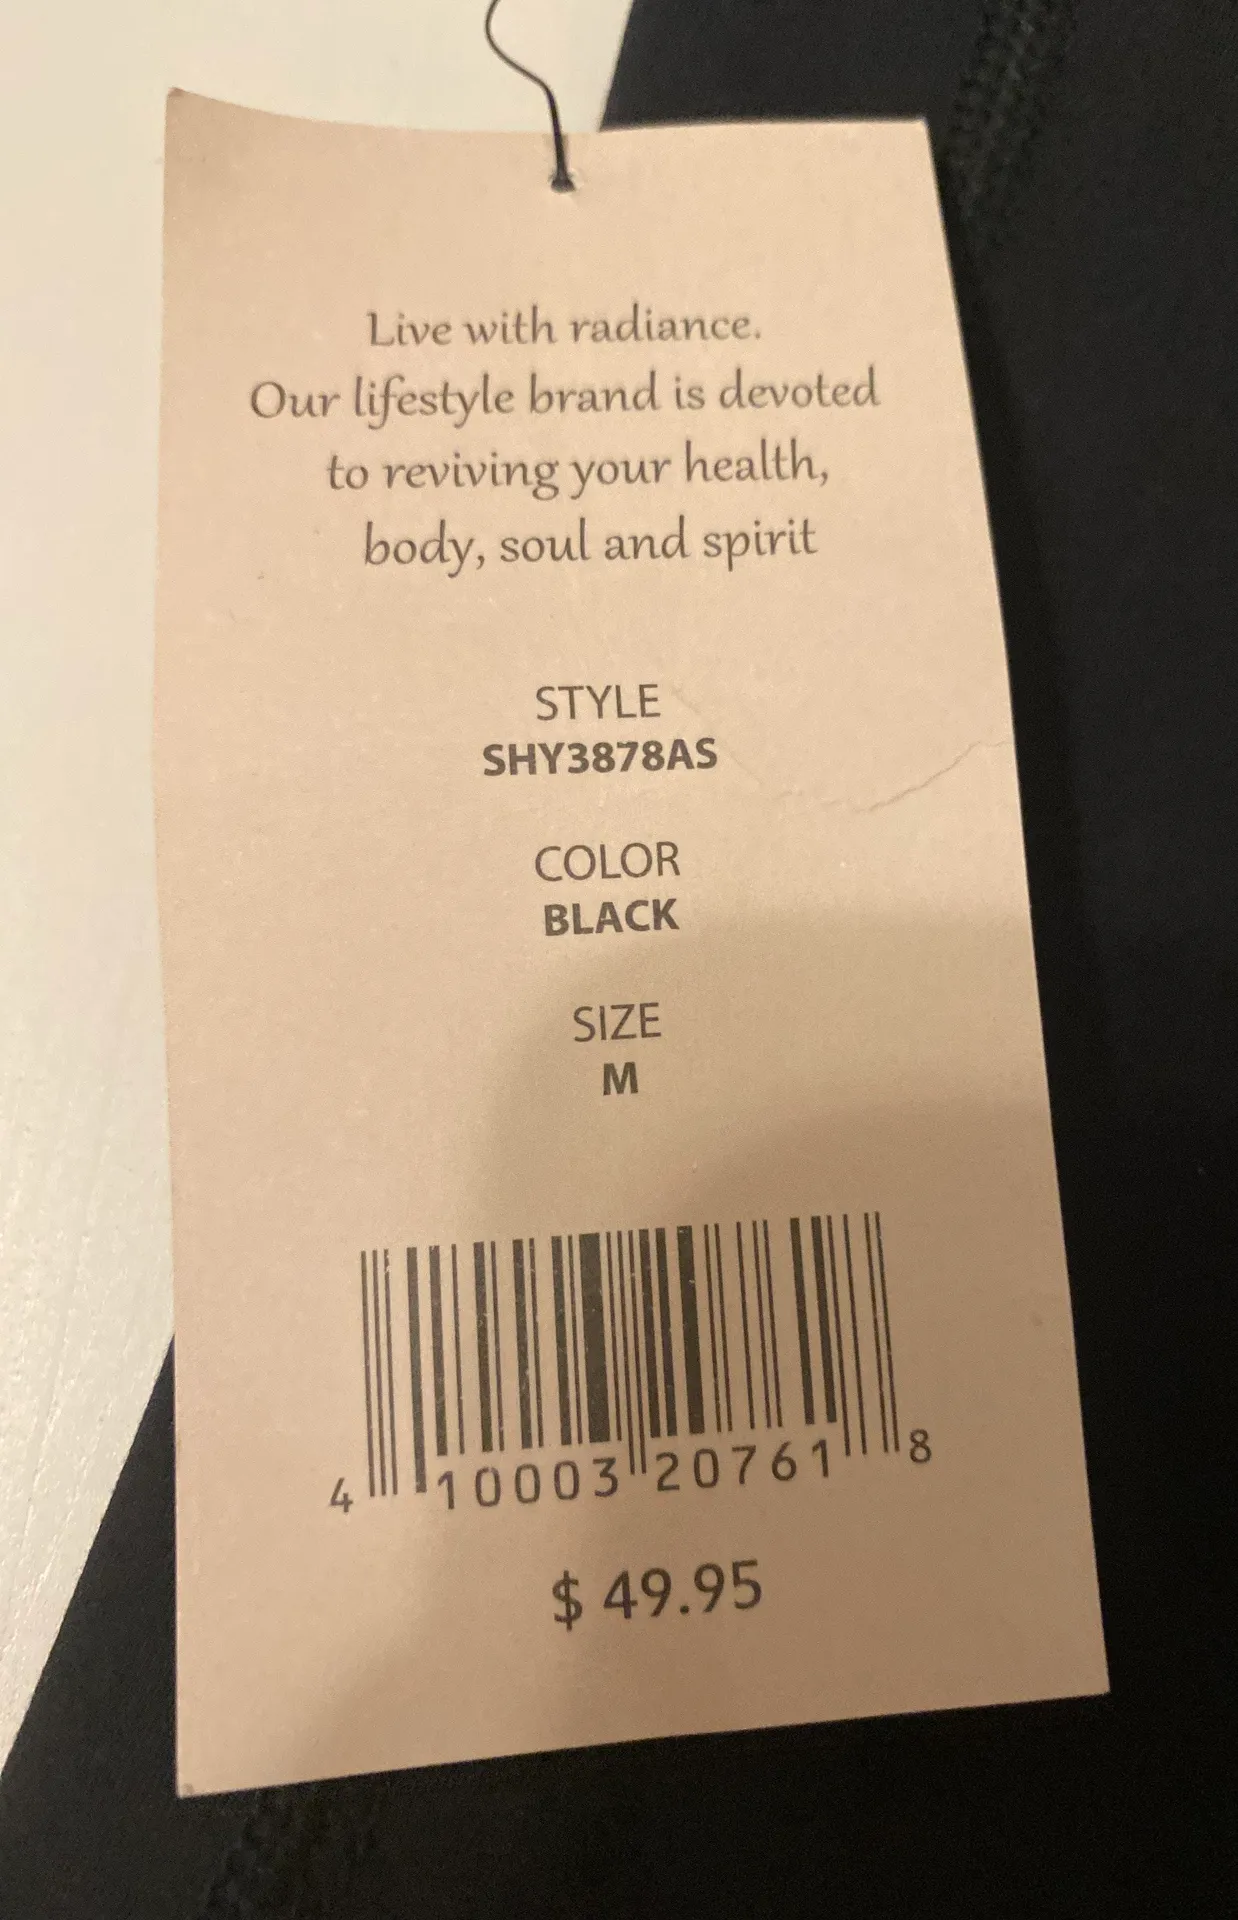 Live with radiance.
Our lifestyle brand is devoted
to reviving your health,
body, soul and spirit
STYLE
SHY3878AS
COLOR
BLACK
SIZE
M
4 10003 20761 8
$ 49.95